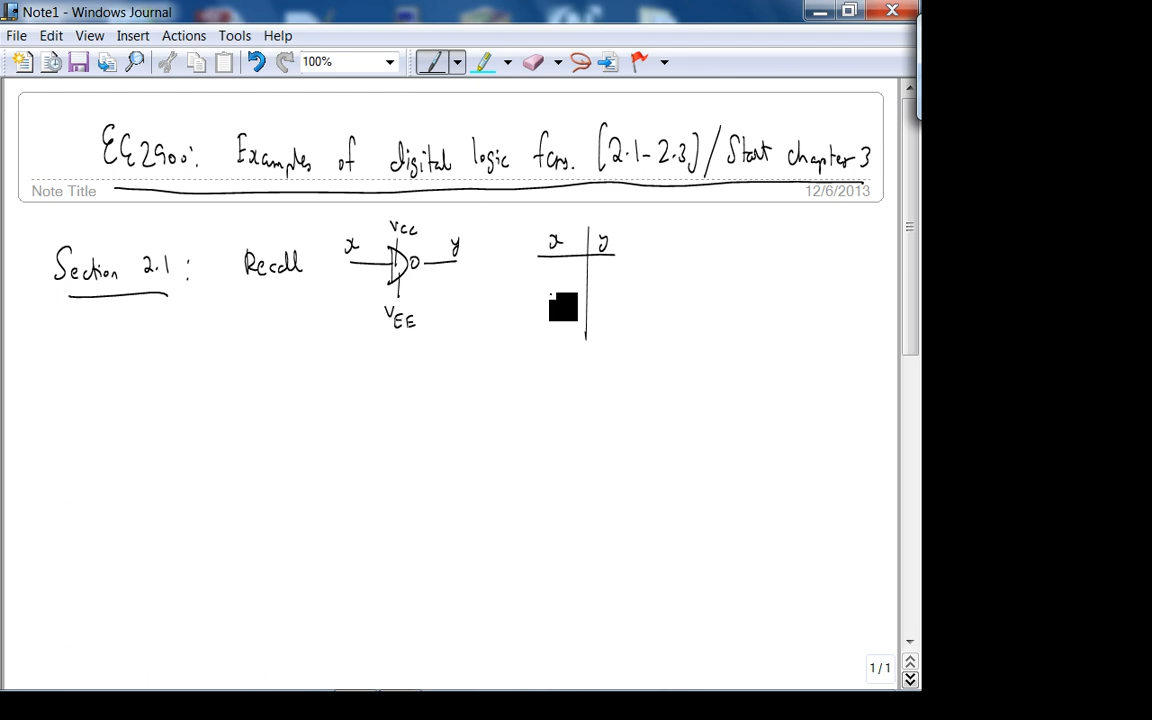 Note1 - Windows Journal
File Edit View Insert Actions Tools Help
100%
EE2900: Examples of digital logic fcns. [2.1-2.3] / Start chapter 3
Note Title
12/6/2013
Section 2.1: Recall
x
VCC
y
VEE
x y
1 / 1